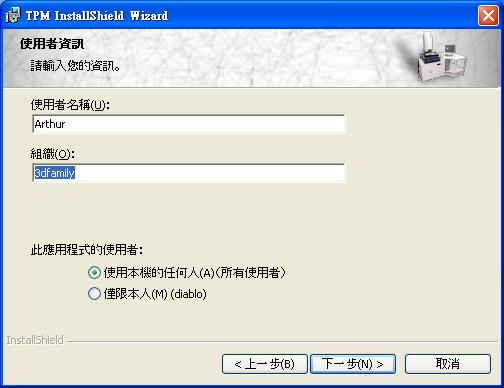 TPM InstallShield Wizard
使用者資訊
請輸入您的資訊。
使用者名稱(U):
Arthur
組織(O):
3dfamily
此應用程式的使用者:
使用本機的任何人(A)(所有使用者)
僅限本人(M) (diablo)
InstallShield
< 上一步(B) 下一步(N) > 取消